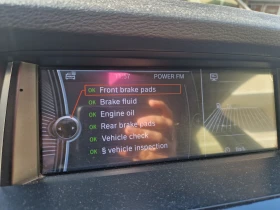 POWER FM
OK Front brake pads
OK Brake fluid
OK Engine oil
OK Rear brake pads
OK Vehicle check
OK § vehicle inspection